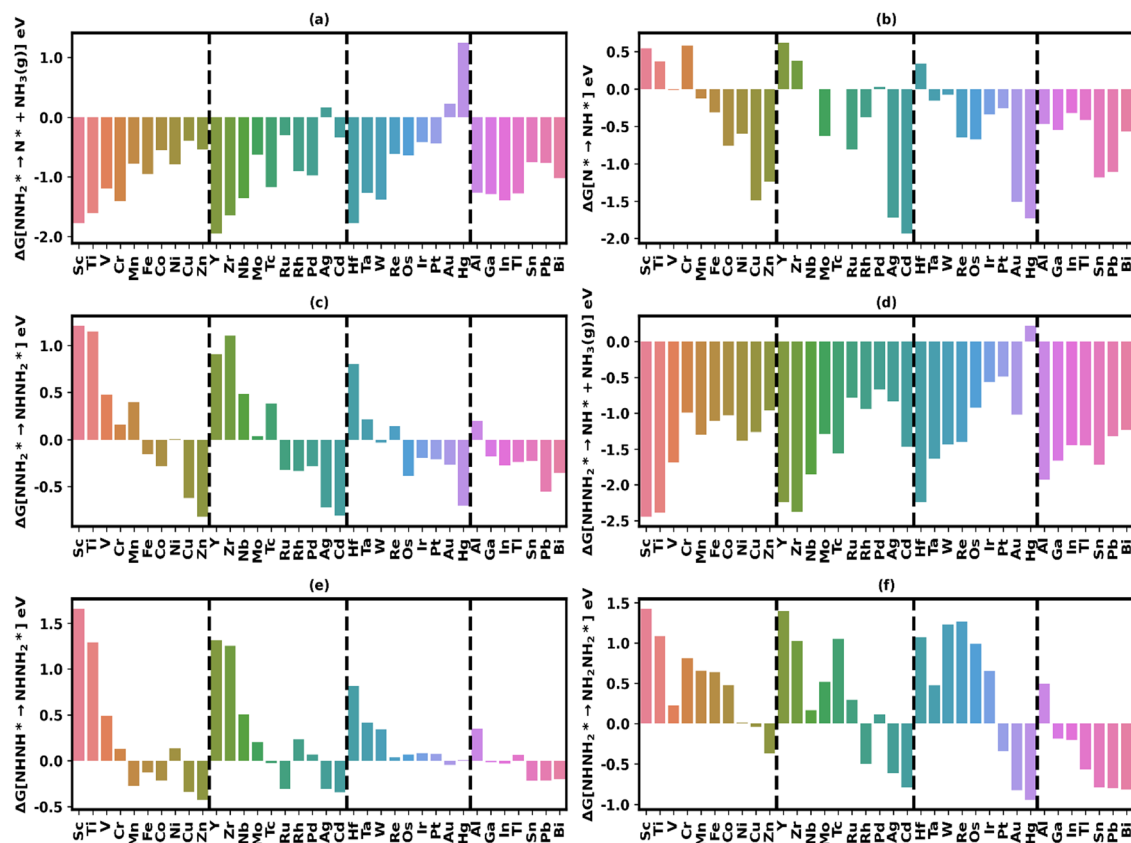 (a)
ΔG[NNH₂* → N* + NH₃(g)] eV
1.0
0.0
-1.0
-2.0
Sc Ti V Cr Mn Fe Co Ni Cu Zn Y Zr Nb Mo Tc Ru Rh Pd Ag Cd Hf Ta W Re Os Ir Pt Au Hg Al Ga In Tl Sn Pb Bi
(b)
ΔG[N* → NH*] eV
0.5
0.0
-0.5
-1.0
-1.5
-2.0
Sc Ti V Cr Mn Fe Co Ni Cu Zn Y Zr Nb Mo Tc Ru Rh Pd Ag Cd Hf Ta W Re Os Ir Pt Au Hg Al Ga In Tl Sn Pb Bi
(c)
ΔG[NNH₂* → NHNH₂*] eV
1.0
0.5
0.0
-0.5
Sc Ti V Cr Mn Fe Co Ni Cu Zn Y Zr Nb Mo Tc Ru Rh Pd Ag Cd Hf Ta W Re Os Ir Pt Au Hg Al Ga In Tl Sn Pb Bi
(d)
ΔG[NHNH₂* → NH* + NH₃(g)] eV
0.0
-0.5
-1.0
-1.5
-2.0
-2.5
Sc Ti V Cr Mn Fe Co Ni Cu Zn Y Zr Nb Mo Tc Ru Rh Pd Ag Cd Hf Ta W Re Os Ir Pt Au Hg Al Ga In Tl Sn Pb Bi
(e)
ΔG[NHNH* → NHNH₂*] eV
1.5
1.0
0.5
0.0
-0.5
Sc Ti V Cr Mn Fe Co Ni Cu Zn Y Zr Nb Mo Tc Ru Rh Pd Ag Cd Hf Ta W Re Os Ir Pt Au Hg Al Ga In Tl Sn Pb Bi
(f)
ΔG[NHNH₂* → NH₂NH₂*] eV
1.5
1.0
0.5
0.0
-0.5
-1.0
Sc Ti V Cr Mn Fe Co Ni Cu Zn Y Zr Nb Mo Tc Ru Rh Pd Ag Cd Hf Ta W Re Os Ir Pt Au Hg Al Ga In Tl Sn Pb Bi